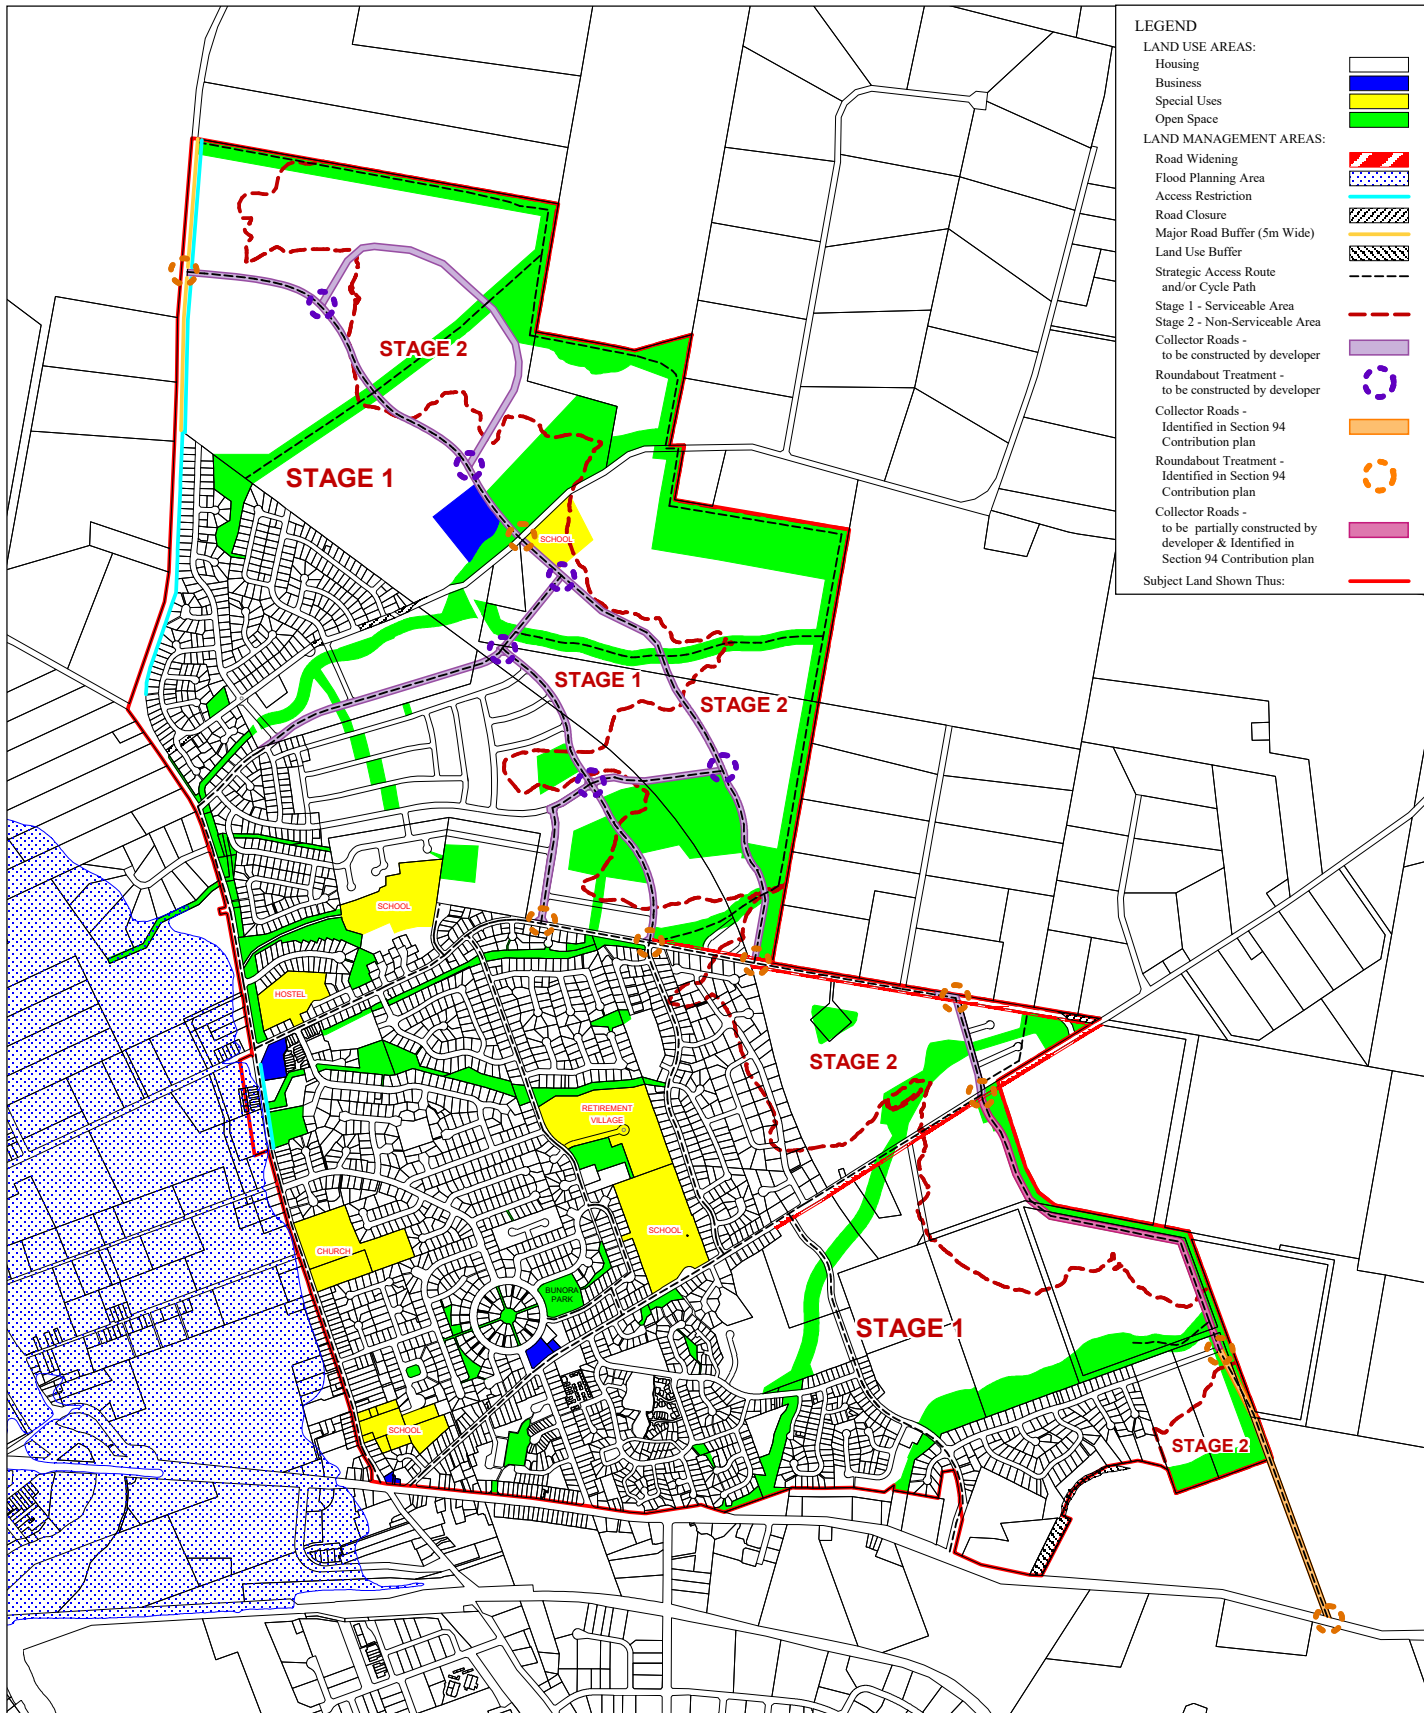 LEGEND
LAND USE AREAS:
Housing
Business
Special Uses
Open Space
LAND MANAGEMENT AREAS:
Road Widening
Flood Planning Area
Access Restriction
Road Closure
Major Road Buffer (5m Wide)
Land Use Buffer
Strategic Access Route
and/or Cycle Path
Stage 1 - Serviceable Area
Stage 2 - Non-Serviceable Area
Collector Roads -
to be constructed by developer
Roundabout Treatment -
to be constructed by developer
Collector Roads -
Identified in Section 94
Contribution plan
Roundabout Treatment -
Identified in Section 94
Contribution plan
Collector Roads -
to be partially constructed by
developer & Identified in
Section 94 Contribution plan
Subject Land Shown Thus:
STAGE 2
STAGE 1
SCHOOL
STAGE 1
STAGE 2
SCHOOL
HOSTEL
STAGE 2
RETIREMENT
VILLAGE
SCHOOL
CHURCH
BUNORA
PARK
STAGE 1
SCHOOL
STAGE 2